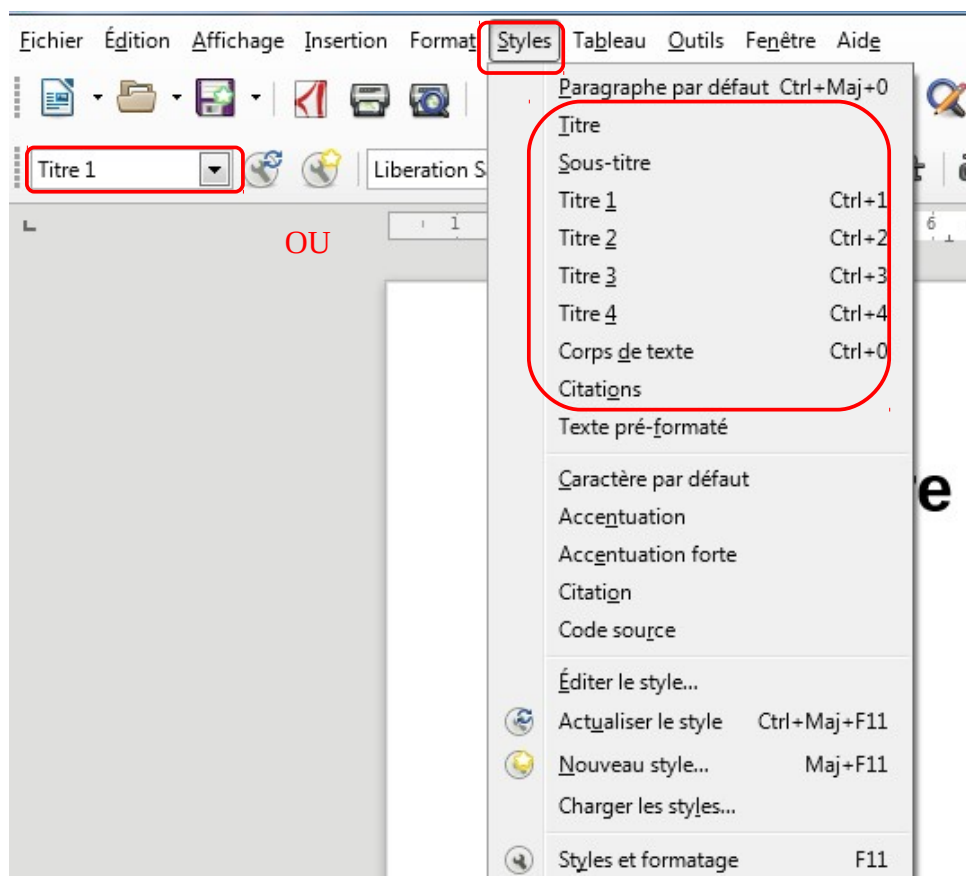 Fichier Édition Affichage Insertion Format Styles Tableau Outils Fenêtre Aide
Paragraphe par défaut Ctrl+Maj+0
Titre
Titre 1 Liberation S
Sous-titre
Titre 1 Ctrl+1
1 6
OU
Titre 2 Ctrl+2
Titre 3 Ctrl+3
Titre 4 Ctrl+4
Corps de texte Ctrl+0
Citations
Texte pré-formaté
Caractère par défaut
re
Accentuation
Accentuation forte
Citation
Code source
Éditer le style...
Actualiser le style Ctrl+Maj+F11
Nouveau style... Maj+F11
Charger les styles...
Styles et formatage F11